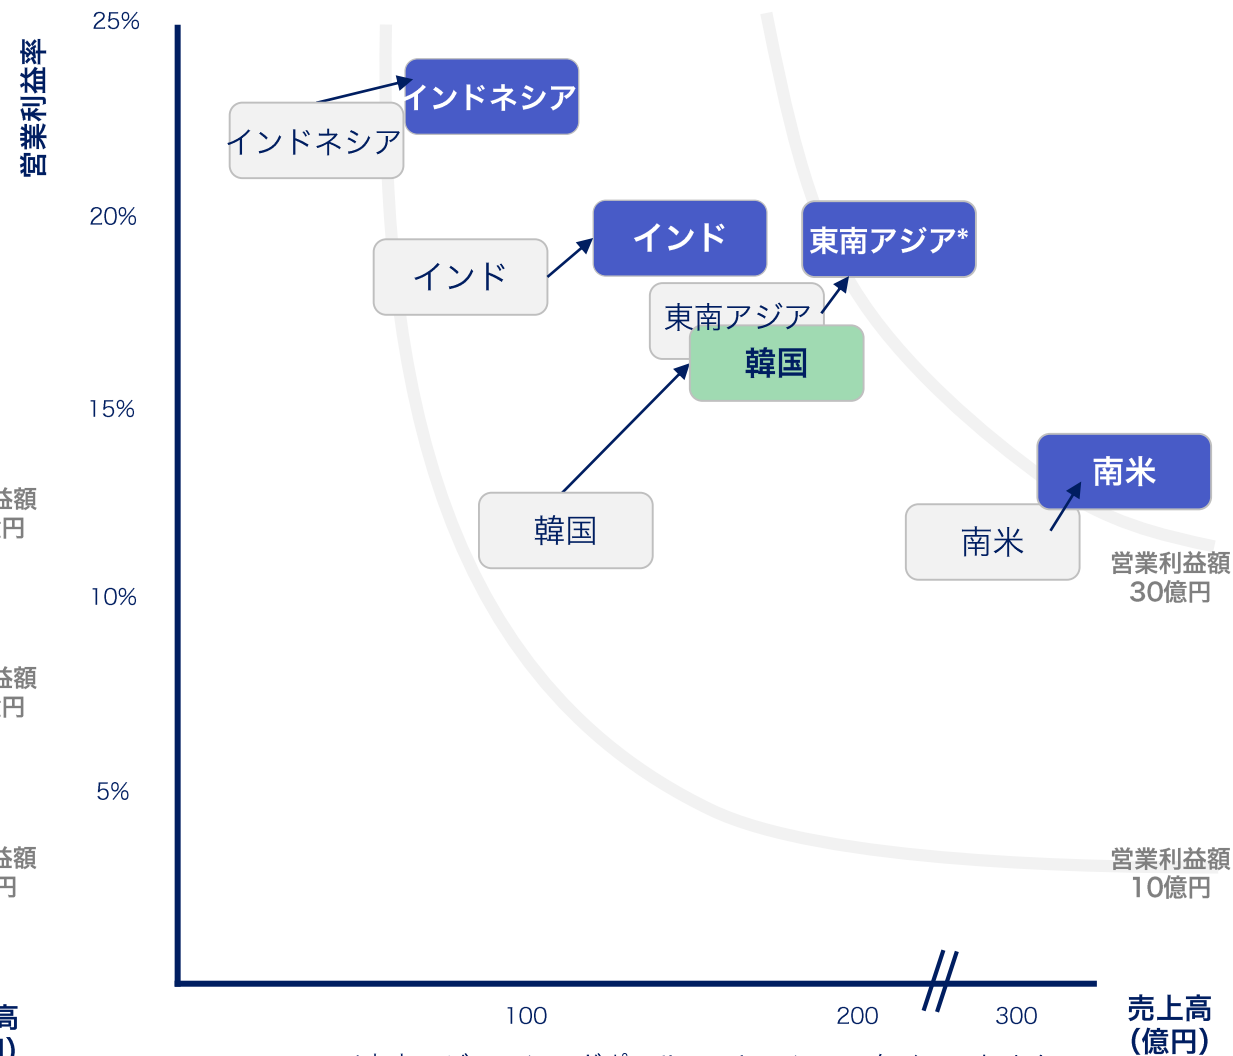 25%
営業利益率
インドネシア
インドネシア
20%
インド
東南アジア*
インド
東南アジア
韓国
15%
南米
益額
円
韓国
南米
営業利益額
30億円
10%
益額
円
5%
益額
円
営業利益額
10億円
高
100
200
300
売上高
(億円)